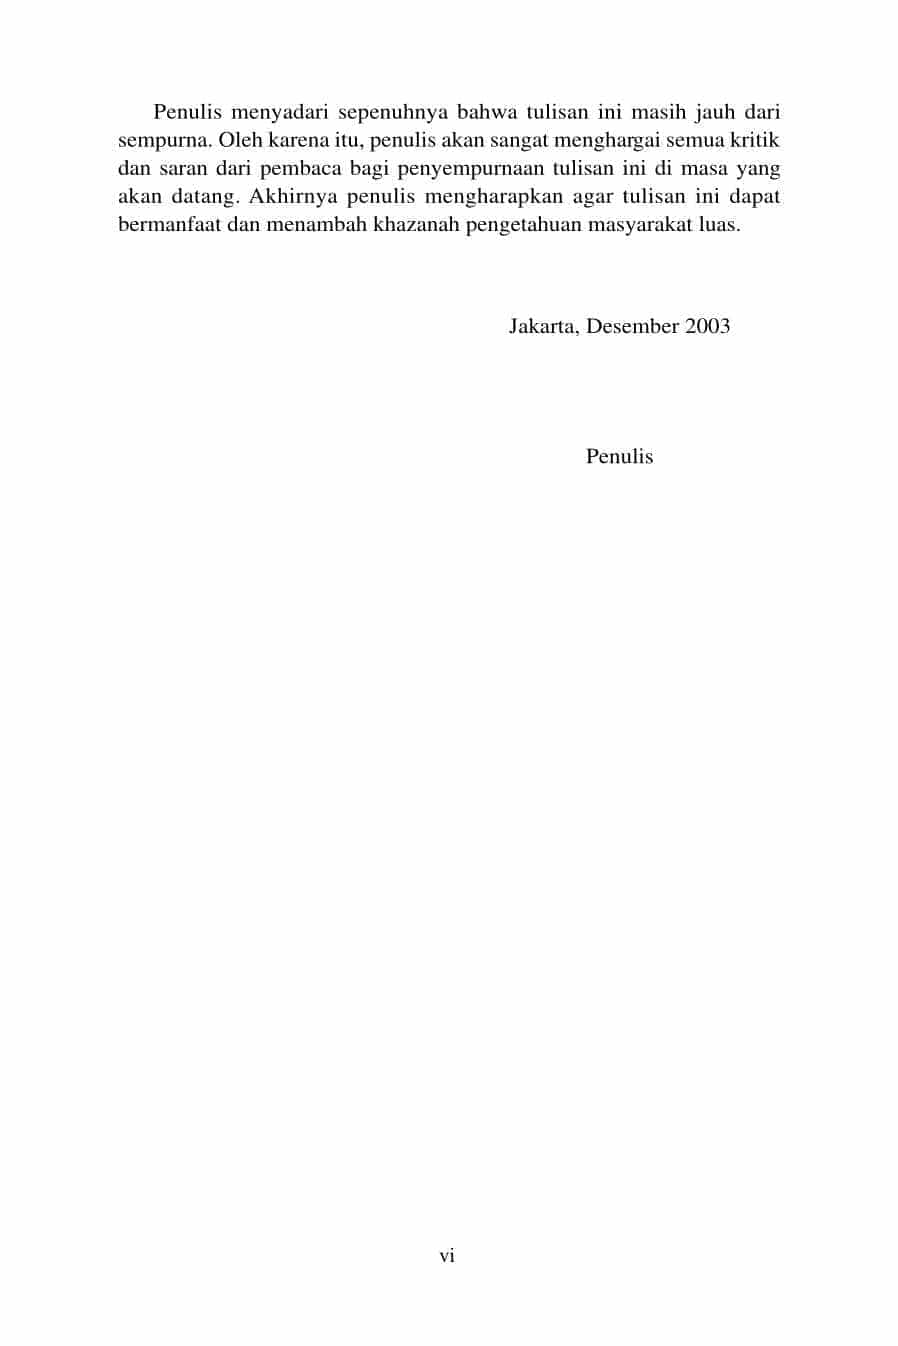 Penulis menyadari sepenuhnya bahwa tulisan ini masih jauh dari
sempurna. Oleh karena itu, penulis akan sangat menghargai semua kritik
dan saran dari pembaca bagi penyempurnaan tulisan ini di masa yang
akan datang. Akhirnya penulis mengharapkan agar tulisan ini dapat
bermanfaat dan menambah khazanah pengetahuan masyarakat luas.
Jakarta, Desember 2003
Penulis
vi